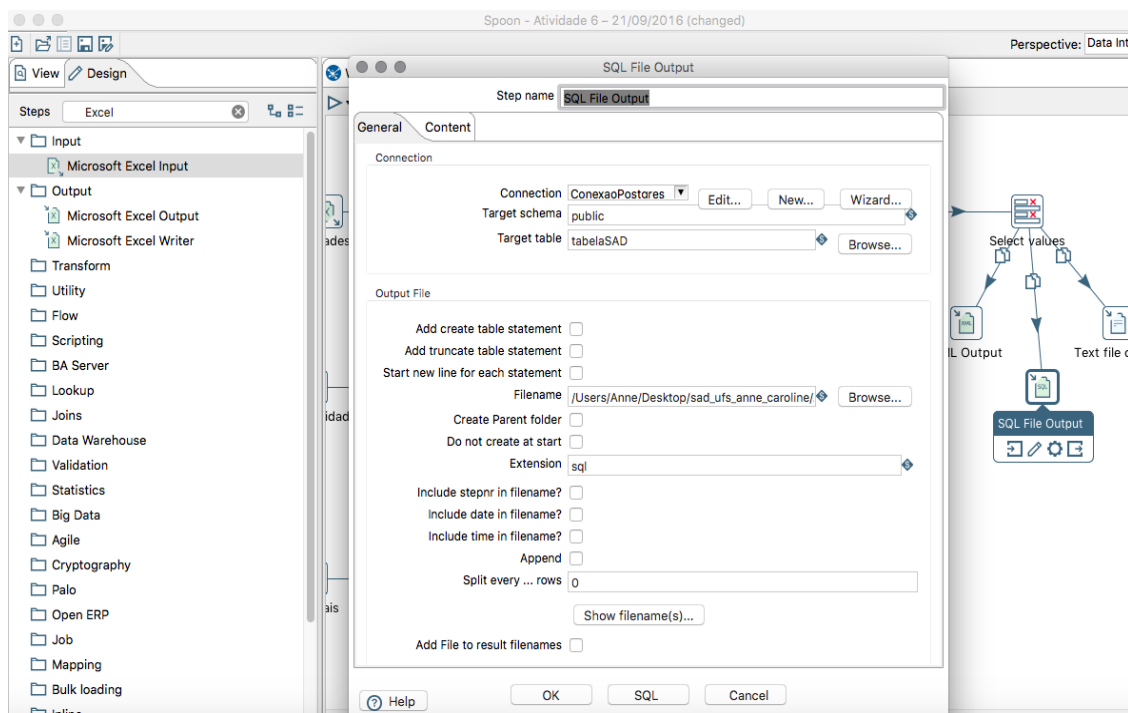 Spoon - Atividade 6 – 21/09/2016 (changed)
Perspective: Data Int
View
Design
Steps
Excel
Input
Microsoft Excel Input
Output
Microsoft Excel Output
Microsoft Excel Writer
Transform
Utility
Flow
Scripting
BA Server
Lookup
Joins
Data Warehouse
Validation
Statistics
Big Data
Agile
Cryptography
Palo
Open ERP
Job
Mapping
Bulk loading
Inline
ades
idad
ais
SQL File Output
Step name SQL File Output
General Content
Connection
Connection ConexaoPostgres Edit... New... Wizard...
Target schema public
Target table tabelaSAD Browse...
Output File
Add create table statement
Add truncate table statement
Start new line for each statement
Filename /Users/Anne/Desktop/sad_ufs_anne_caroline/ Browse...
Create Parent folder
Do not create at start
Extension sql
Include stepnr in filename?
Include date in filename?
Include time in filename?
Append
Split every ... rows 0
Show filename(s)...
Add File to result filenames
Help OK SQL Cancel
Select values
L Output
Text file o
SQL
SQL File Output